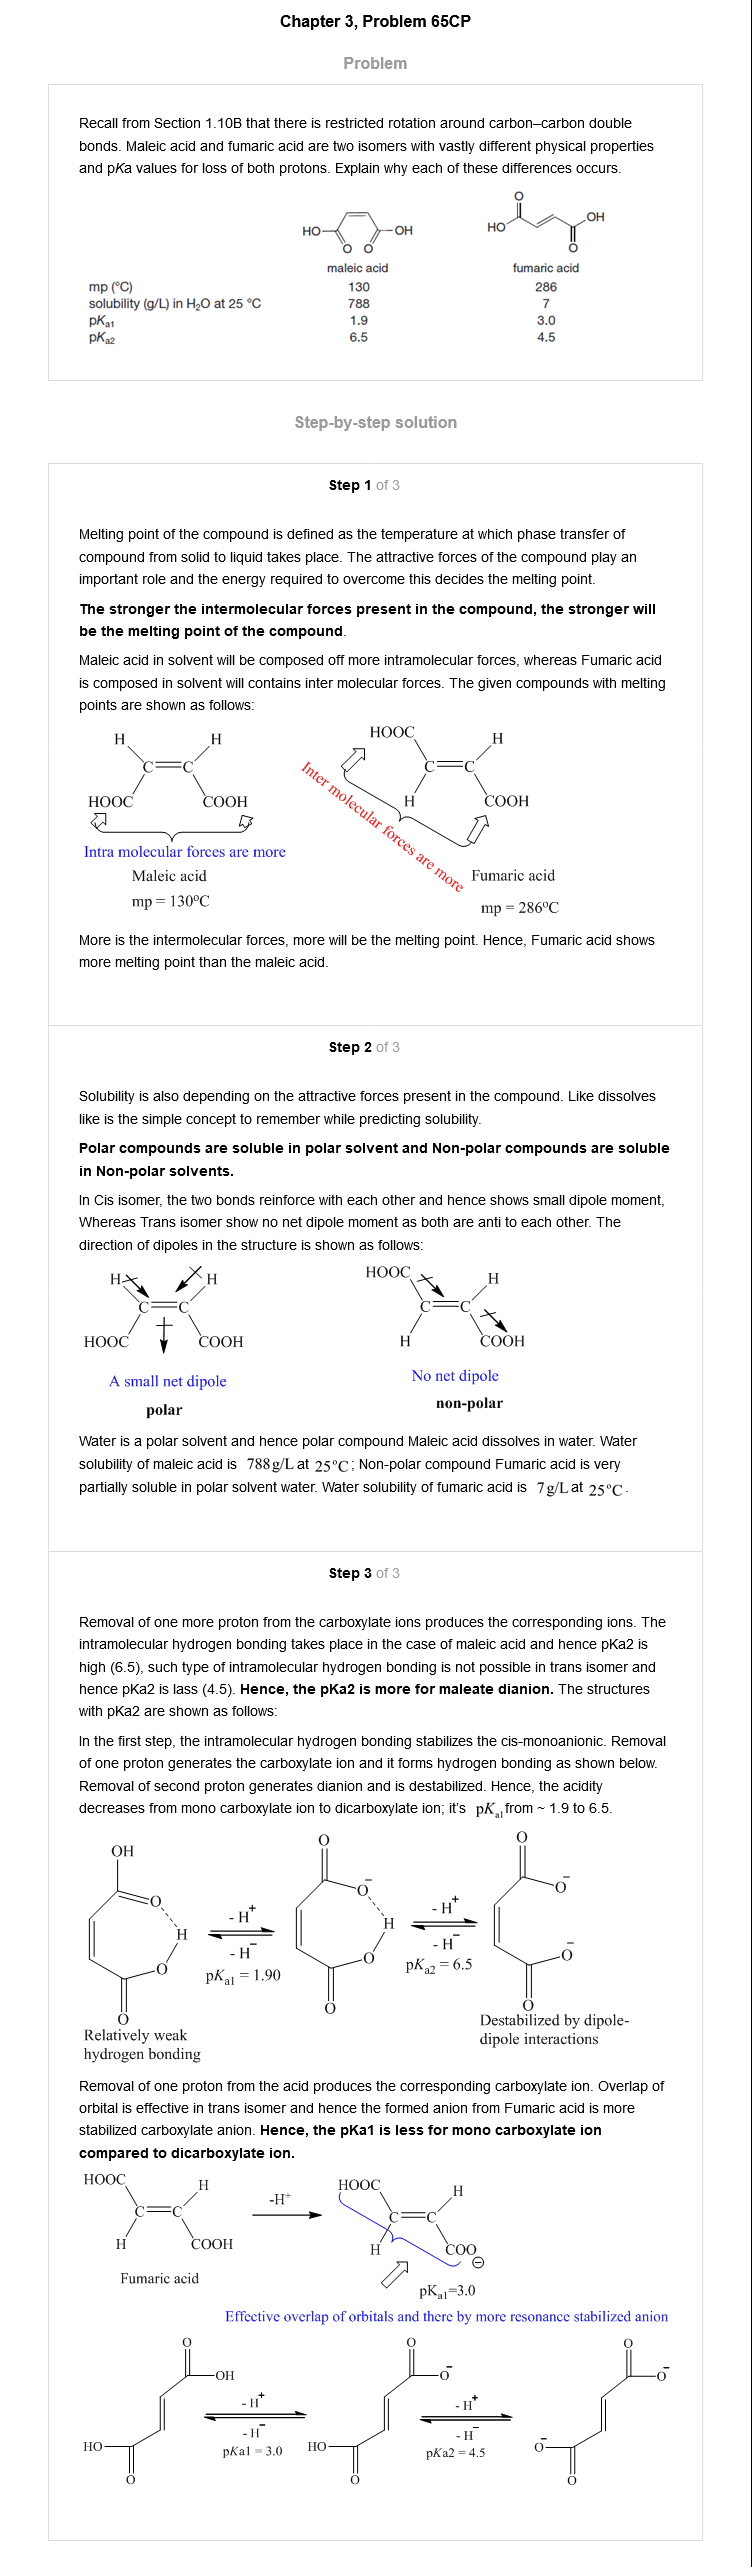 Chapter 3, Problem 65CP
Problem
Recall from Section 1.10B that there is restricted rotation around carbon–carbon double
bonds. Maleic acid and fumaric acid are two isomers with vastly different physical properties
and pKa values for loss of both protons. Explain why each of these differences occurs.
HO OH O O
O HO OH O
maleic acid fumaric acid
mp (°C) 130 286
solubility (g/L) in H₂O at 25 °C 788 7
pKa1 1.9 3.0
pKa2 6.5 4.5
Step-by-step solution
Step 1 of 3
Melting point of the compound is defined as the temperature at which phase transfer of
compound from solid to liquid takes place. The attractive forces of the compound play an
important role and the energy required to overcome this decides the melting point.
The stronger the intermolecular forces present in the compound, the stronger will
be the melting point of the compound.
Maleic acid in solvent will be composed off more intramolecular forces, whereas Fumaric acid
is composed in solvent will contains inter molecular forces. The given compounds with melting
points are shown as follows:
H H
C C
HOOC COOH
Intra molecular forces are more
Maleic acid
mp = 130°C
HOOC H
C C
H COOH
Inter molecular forces are more
Fumaric acid
mp = 286°C
More is the intermolecular forces, more will be the melting point. Hence, Fumaric acid shows
more melting point than the maleic acid.
Step 2 of 3
Solubility is also depending on the attractive forces present in the compound. Like dissolves
like is the simple concept to remember while predicting solubility.
Polar compounds are soluble in polar solvent and Non-polar compounds are soluble
in Non-polar solvents.
In Cis isomer, the two bonds reinforce with each other and hence shows small dipole moment,
Whereas Trans isomer show no net dipole moment as both are anti to each other. The
direction of dipoles in the structure is shown as follows:
H H
C C
HOOC COOH
A small net dipole
polar
HOOC H
C C
H COOH
No net dipole
non-polar
Water is a polar solvent and hence polar compound Maleic acid dissolves in water. Water
solubility of maleic acid is 788g/L at 25°C; Non-polar compound Fumaric acid is very
partially soluble in polar solvent water. Water solubility of fumaric acid is 7g/L at 25°C.
Step 3 of 3
Removal of one more proton from the carboxylate ions produces the corresponding ions. The
intramolecular hydrogen bonding takes place in the case of maleic acid and hence pKa2 is
high (6.5), such type of intramolecular hydrogen bonding is not possible in trans isomer and
hence pKa2 is lass (4.5). Hence, the pKa2 is more for maleate dianion. The structures
with pKa2 are shown as follows:
In the first step, the intramolecular hydrogen bonding stabilizes the cis-monoanionic. Removal
of one proton generates the carboxylate ion and it forms hydrogen bonding as shown below.
Removal of second proton generates dianion and is destabilized. Hence, the acidity
decreases from mono carboxylate ion to dicarboxylate ion; it's pKa1 from ~ 1.9 to 6.5.
OH
O
H
O
O
Relatively weak
hydrogen bonding
- H+
- H−
pKa1 = 1.90
O
O−
H
O
O
- H+
- H−
pKa2 = 6.5
O
O−
O−
O
Destabilized by dipole-
dipole interactions
Removal of one proton from the acid produces the corresponding carboxylate ion. Overlap of
orbital is effective in trans isomer and hence the formed anion from Fumaric acid is more
stabilized carboxylate anion. Hence, the pKa1 is less for mono carboxylate ion
compared to dicarboxylate ion.
HOOC H
C C
H COOH
Fumaric acid
-H+
HOOC H
C C
H COO ⊖
pKa1=3.0
Effective overlap of orbitals and there by more resonance stabilized anion
O
OH
HO
O
- H+
- H−
pKa1 = 3.0
O
O−
HO
O
- H+
- H−
pKa2 = 4.5
O
O−
O−
O